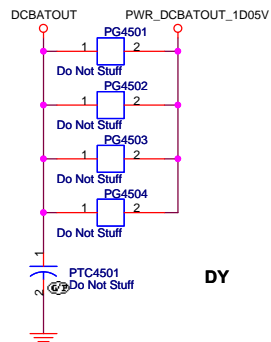 DCBATOUT PWR_DCBATOUT_1D05V
PG4501
1 2
Do Not Stuff
PG4502
1 2
Do Not Stuff
PG4503
1 2
Do Not Stuff
PG4504
1 2
Do Not Stuff
1
PTC4501
2 Do Not Stuff
DY